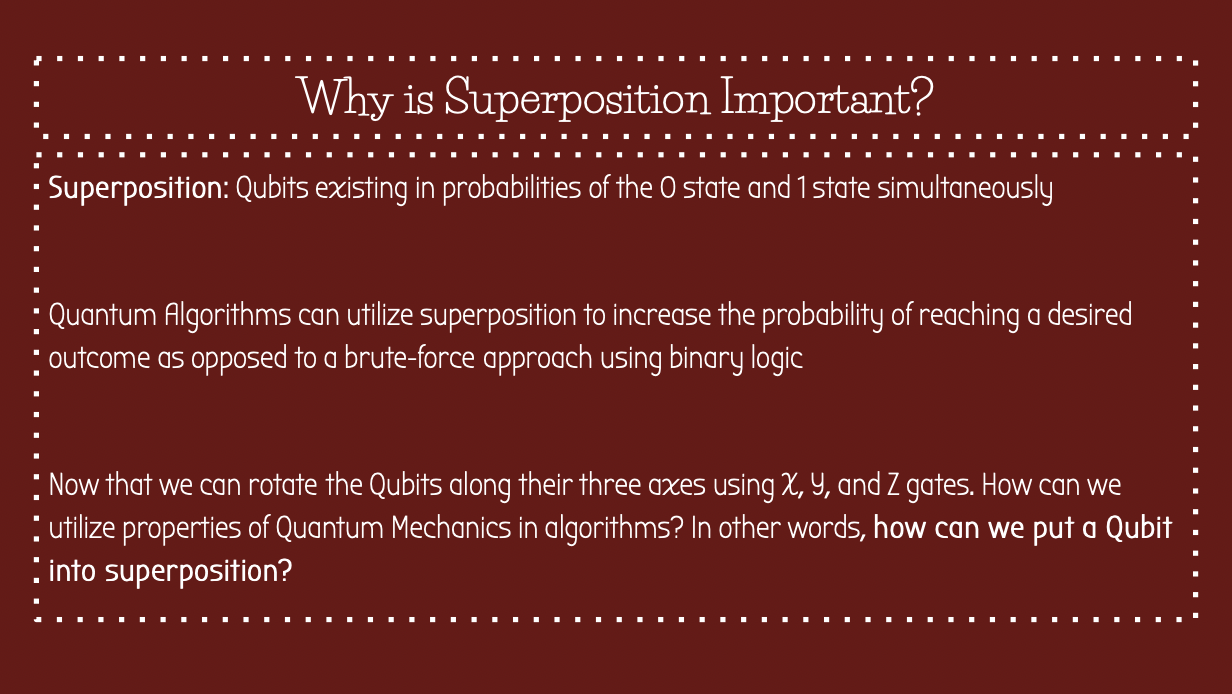 Why is Superposition Important?
Superposition: Qubits existing in probabilities of the 0 state and 1 state simultaneously
Quantum Algorithms can utilize superposition to increase the probability of reaching a desired
outcome as opposed to a brute-force approach using binary logic
Now that we can rotate the Qubits along their three axes using X, Y, and Z gates. How can we
utilize properties of Quantum Mechanics in algorithms? In other words, how can we put a Qubit
into superposition?